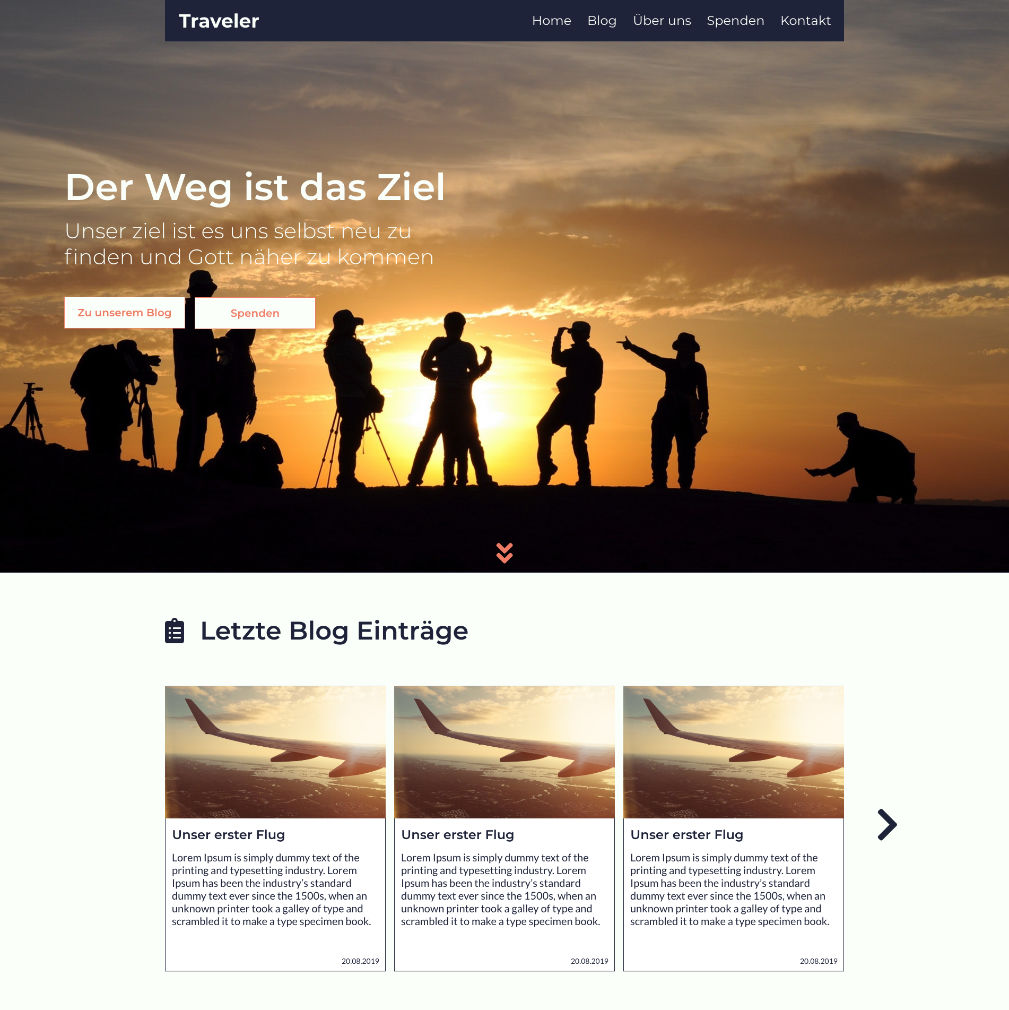 Traveler
Home Blog Über uns Spenden Kontakt
Der Weg ist das Ziel
Unser ziel ist es uns selbst neu zu
finden und Gott näher zu kommen
Zu unserem Blog Spenden
Letzte Blog Einträge
Unser erster Flug
Lorem Ipsum is simply dummy text of the
printing and typesetting industry. Lorem
Ipsum has been the industry's standard
dummy text ever since the 1500s, when an
unknown printer took a galley of type and
scrambled it to make a type specimen book.
20.08.2019
Unser erster Flug
Lorem Ipsum is simply dummy text of the
printing and typesetting industry. Lorem
Ipsum has been the industry's standard
dummy text ever since the 1500s, when an
unknown printer took a galley of type and
scrambled it to make a type specimen book.
20.08.2019
Unser erster Flug
Lorem Ipsum is simply dummy text of the
printing and typesetting industry. Lorem
Ipsum has been the industry's standard
dummy text ever since the 1500s, when an
unknown printer took a galley of type and
scrambled it to make a type specimen book.
20.08.2019